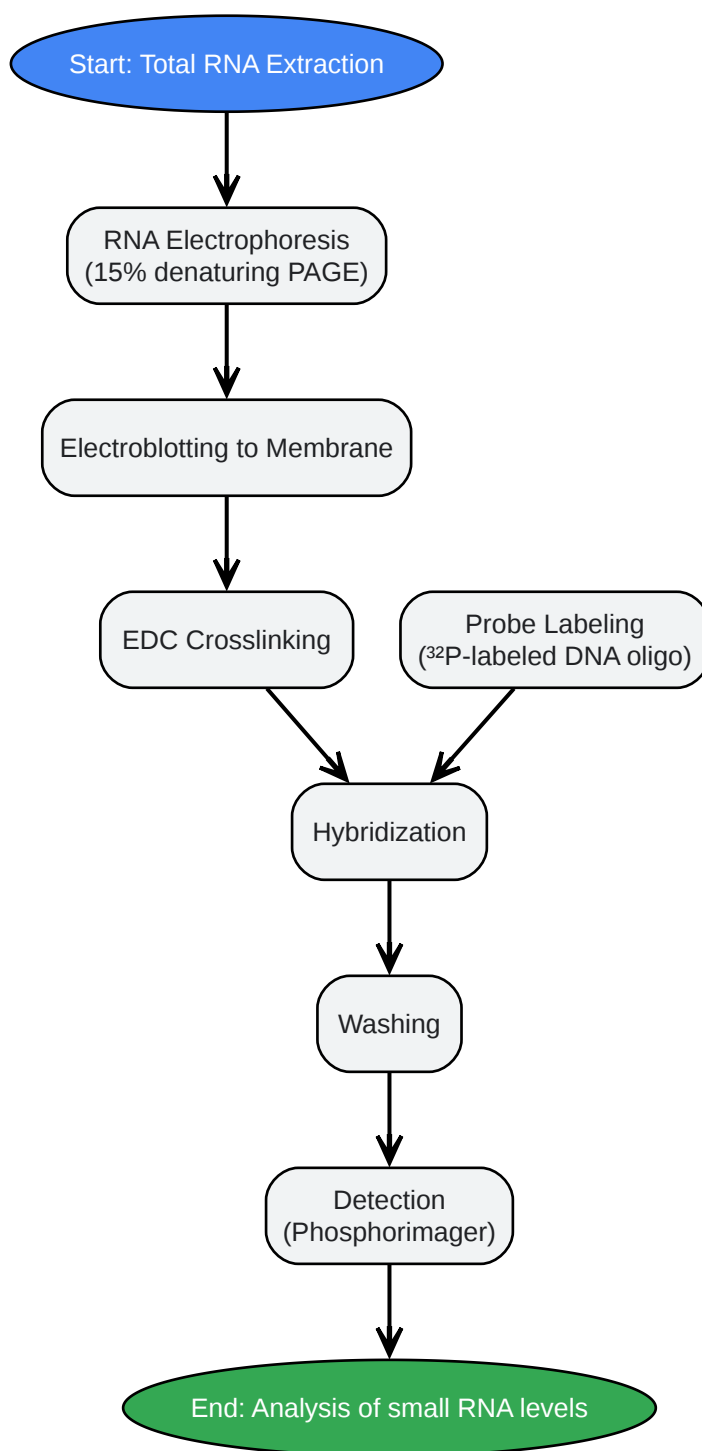 Start: Total RNA Extraction
RNA Electrophoresis
(15% denaturing PAGE)
Electroblotting to Membrane
EDC Crosslinking
Probe Labeling
(³²P-labeled DNA oligo)
Hybridization
Washing
Detection
(Phosphorimager)
End: Analysis of small RNA levels